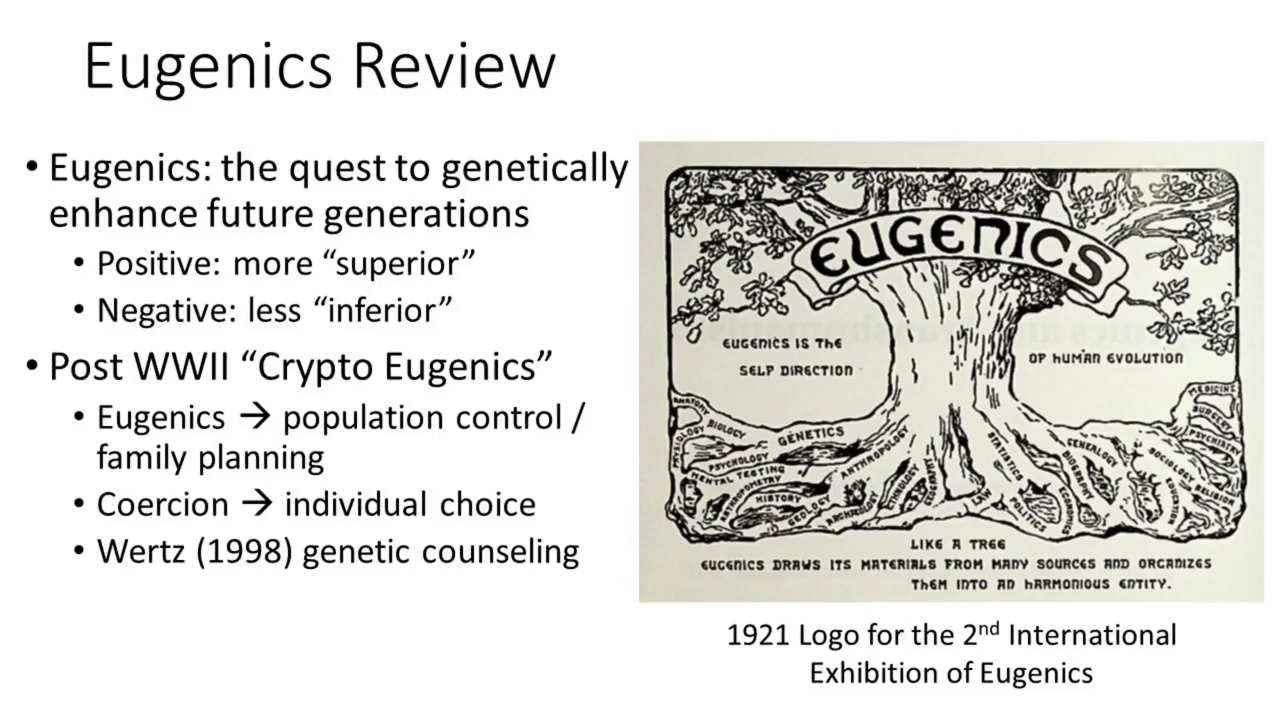 Eugenics Review
• Eugenics: the quest to genetically
enhance future generations
• Positive: more “superior”
• Negative: less “inferior”
• Post WWII “Crypto Eugenics”
• Eugenics → population control /
family planning
• Coercion → individual choice
• Wertz (1998) genetic counseling
EUGENICS
EUGENICS IS THE
SELF DIRECTION
OF HUMAN EVOLUTION
ANATOMY
BIOLOGY
GENETICS
PSYCHOLOGY
MENTAL TESTING
ANTHROPOMETRY
HISTORY
GEOLOGY
ANTHROPOLOGY
ARCHAEOLOGY
ETHNOLOGY
LAW
STATISTICS
POLITICS
ECONOMICS
BIOGRAPHY
GENEALOGY
EDUCATION
SOCIOLOGY
RELIGION
PSYCHIATRY
SURGERY
MEDICINE
LIKE A TREE
EUGENICS DRAWS ITS MATERIALS FROM MANY SOURCES AND ORGANIZES
THEM INTO AN HARMONIOUS ENTITY.
1921 Logo for the 2nd International
Exhibition of Eugenics